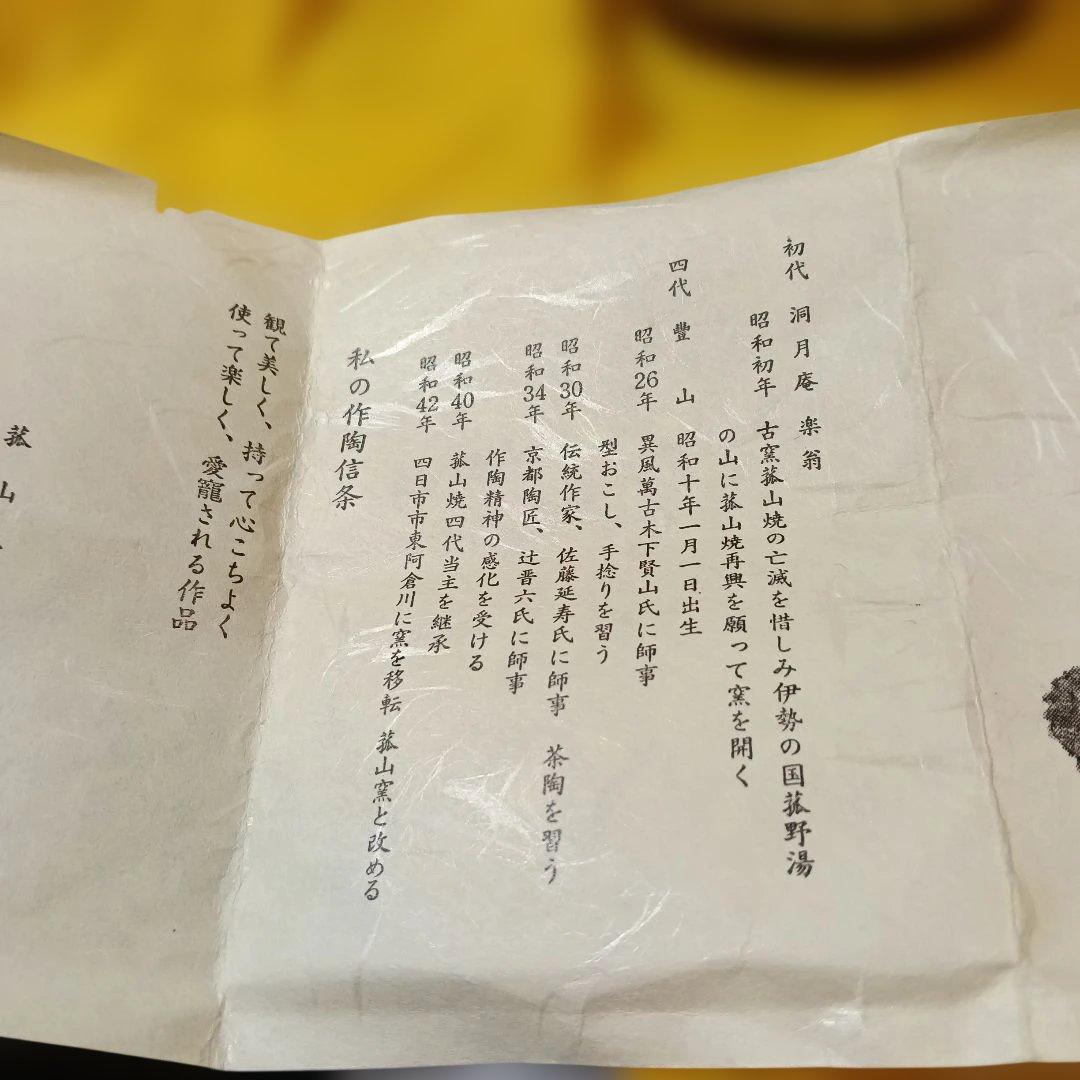 初代 洞月庵 楽翁
昭和初年 古窯菰山焼の亡滅を惜しみ伊勢の国菰野湯
の山に菰山焼再興を願って窯を開く
四代 豐山 昭和十年一月一日出生
昭和26年 異風萬古木下賢山氏に師事
型おこし、手捻りを習う
昭和30年 伝統作家、佐藤延寿氏に師事 茶陶を習う
昭和34年 京都陶匠、辻晋六氏に師事
作陶精神の感化を受ける
昭和40年 菰山焼四代当主を継承
昭和42年 四日市市東阿倉川に窯を移転 菰山窯と改める
私の作陶信条
観て美しく、持って心こちよく
使って楽しく、愛寵される作品
菰山